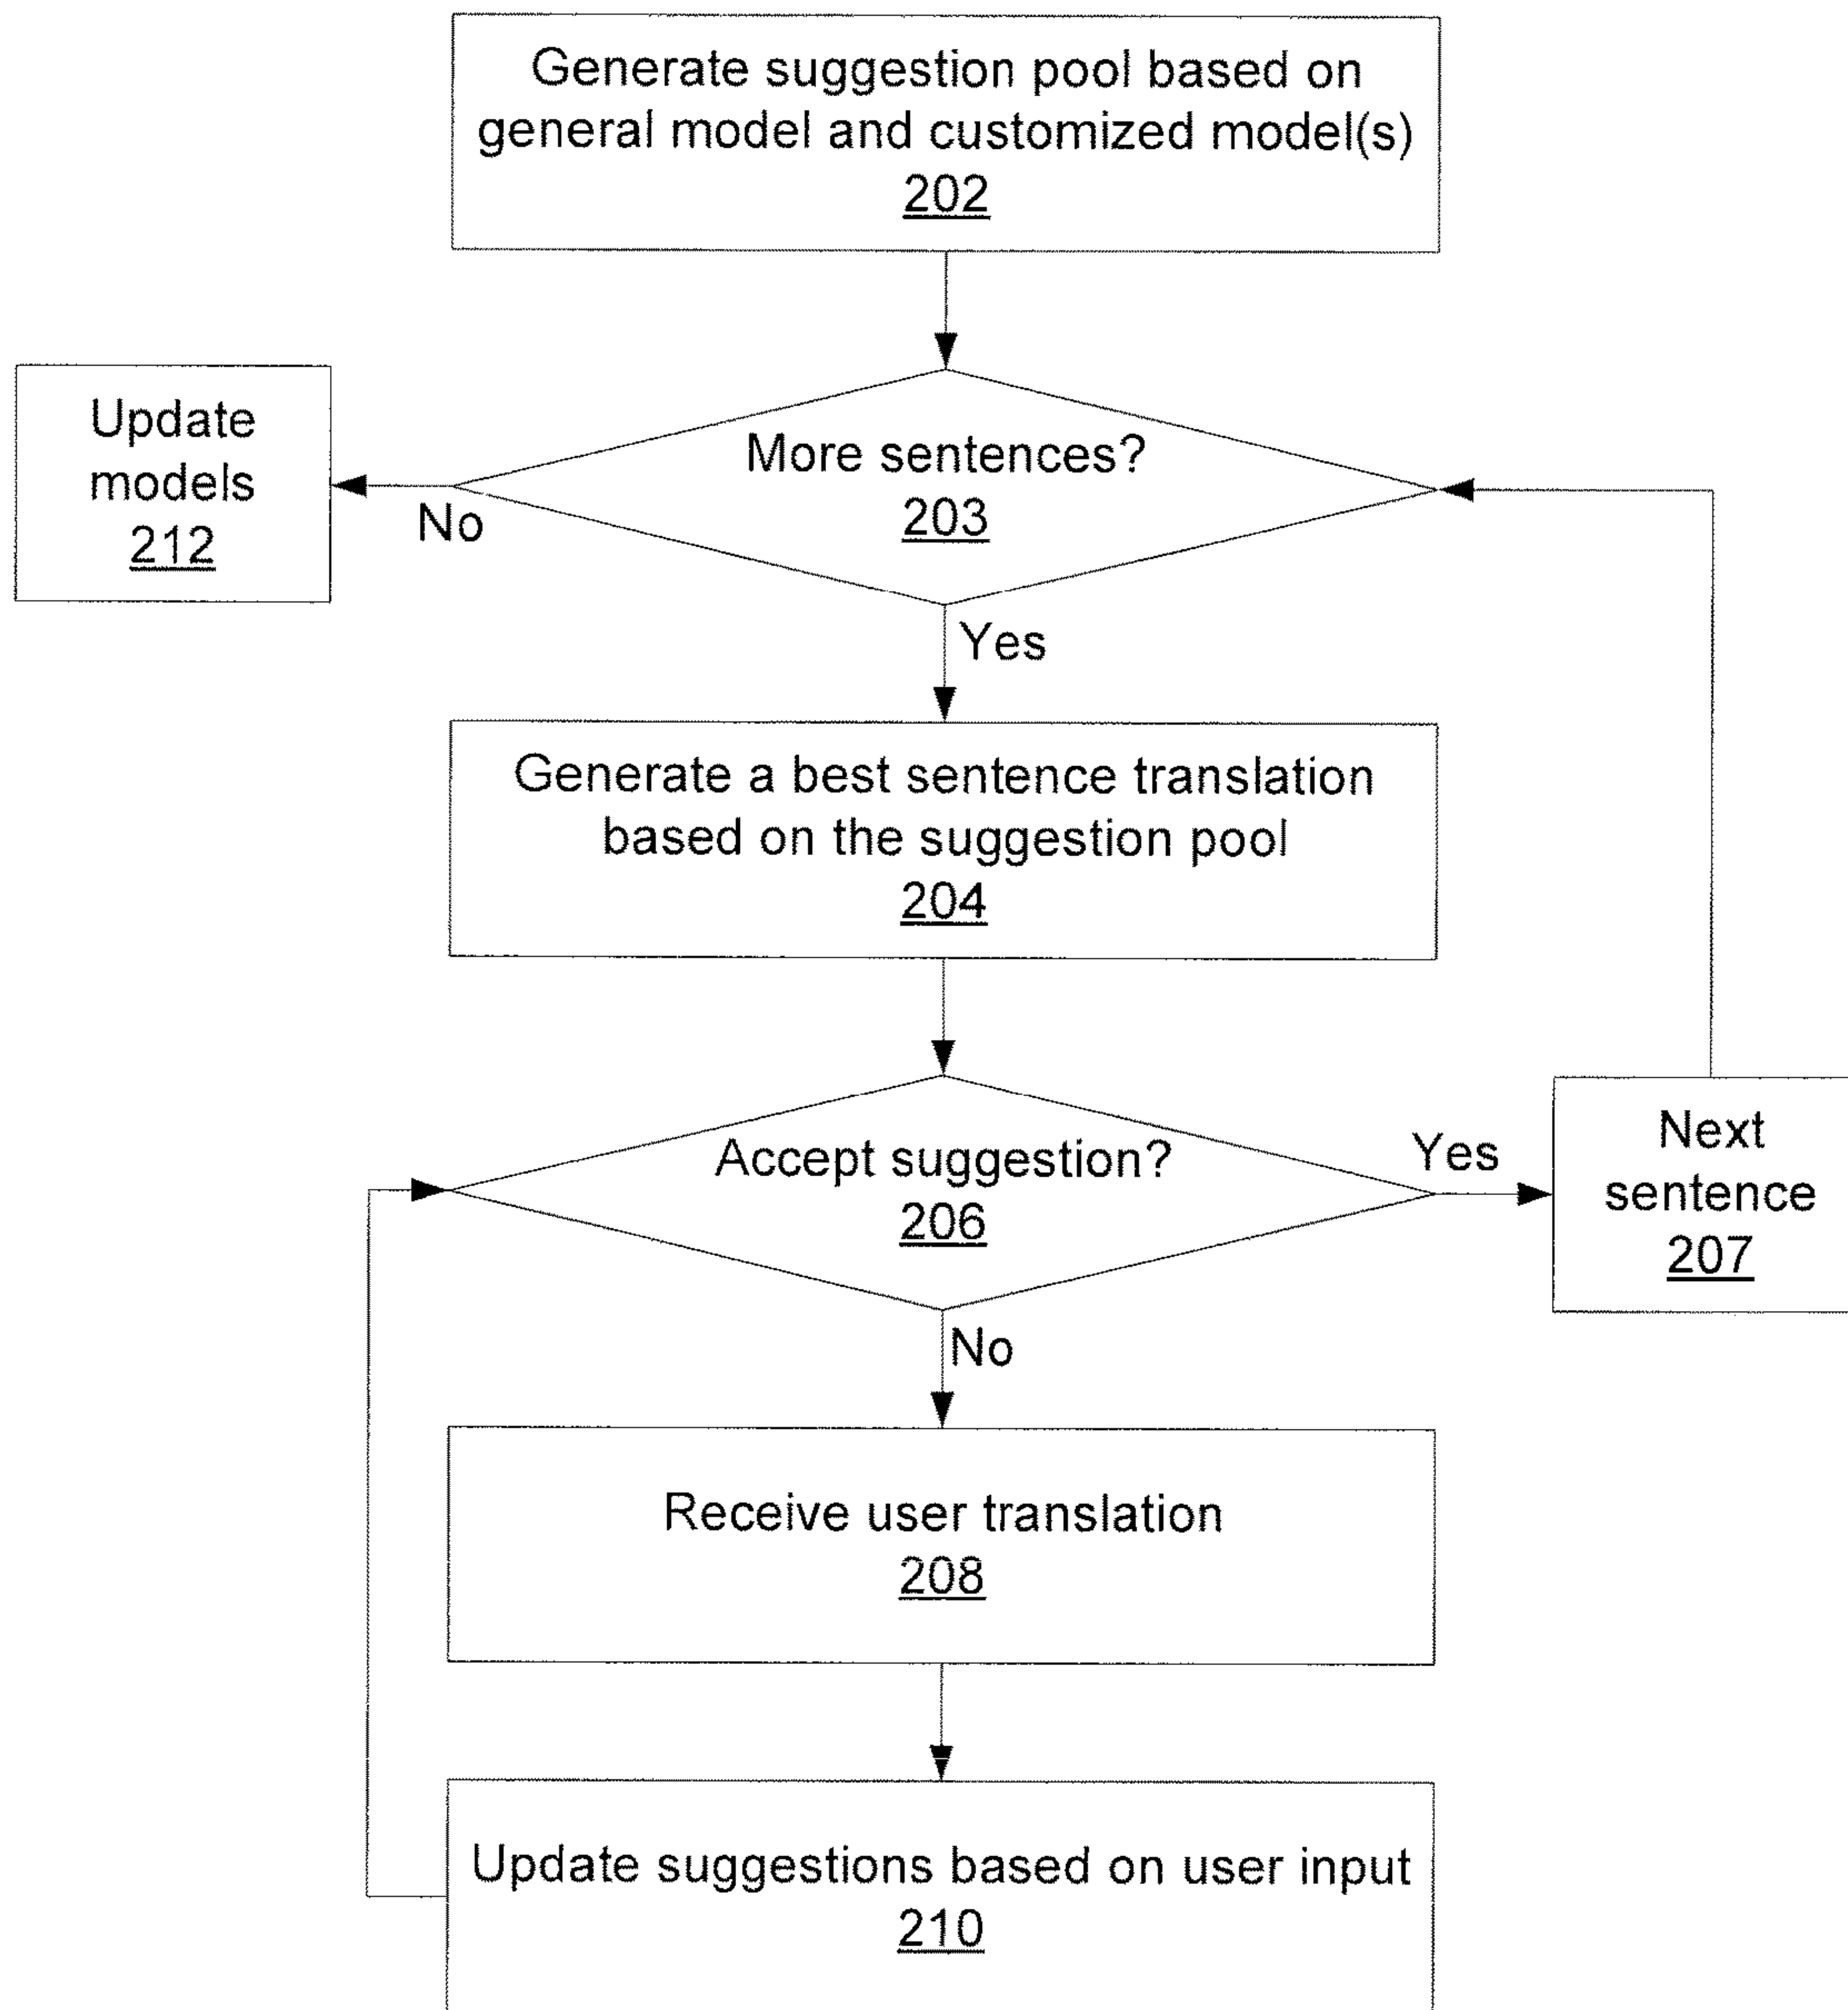 Generate suggestion pool based on
general model and customized model(s)
202
Update
models
212
More sentences?
203
No
Yes
Generate a best sentence translation
based on the suggestion pool
204
Accept suggestion?
206
Yes
Next
sentence
207
No
Receive user translation
208
Update suggestions based on user input
210